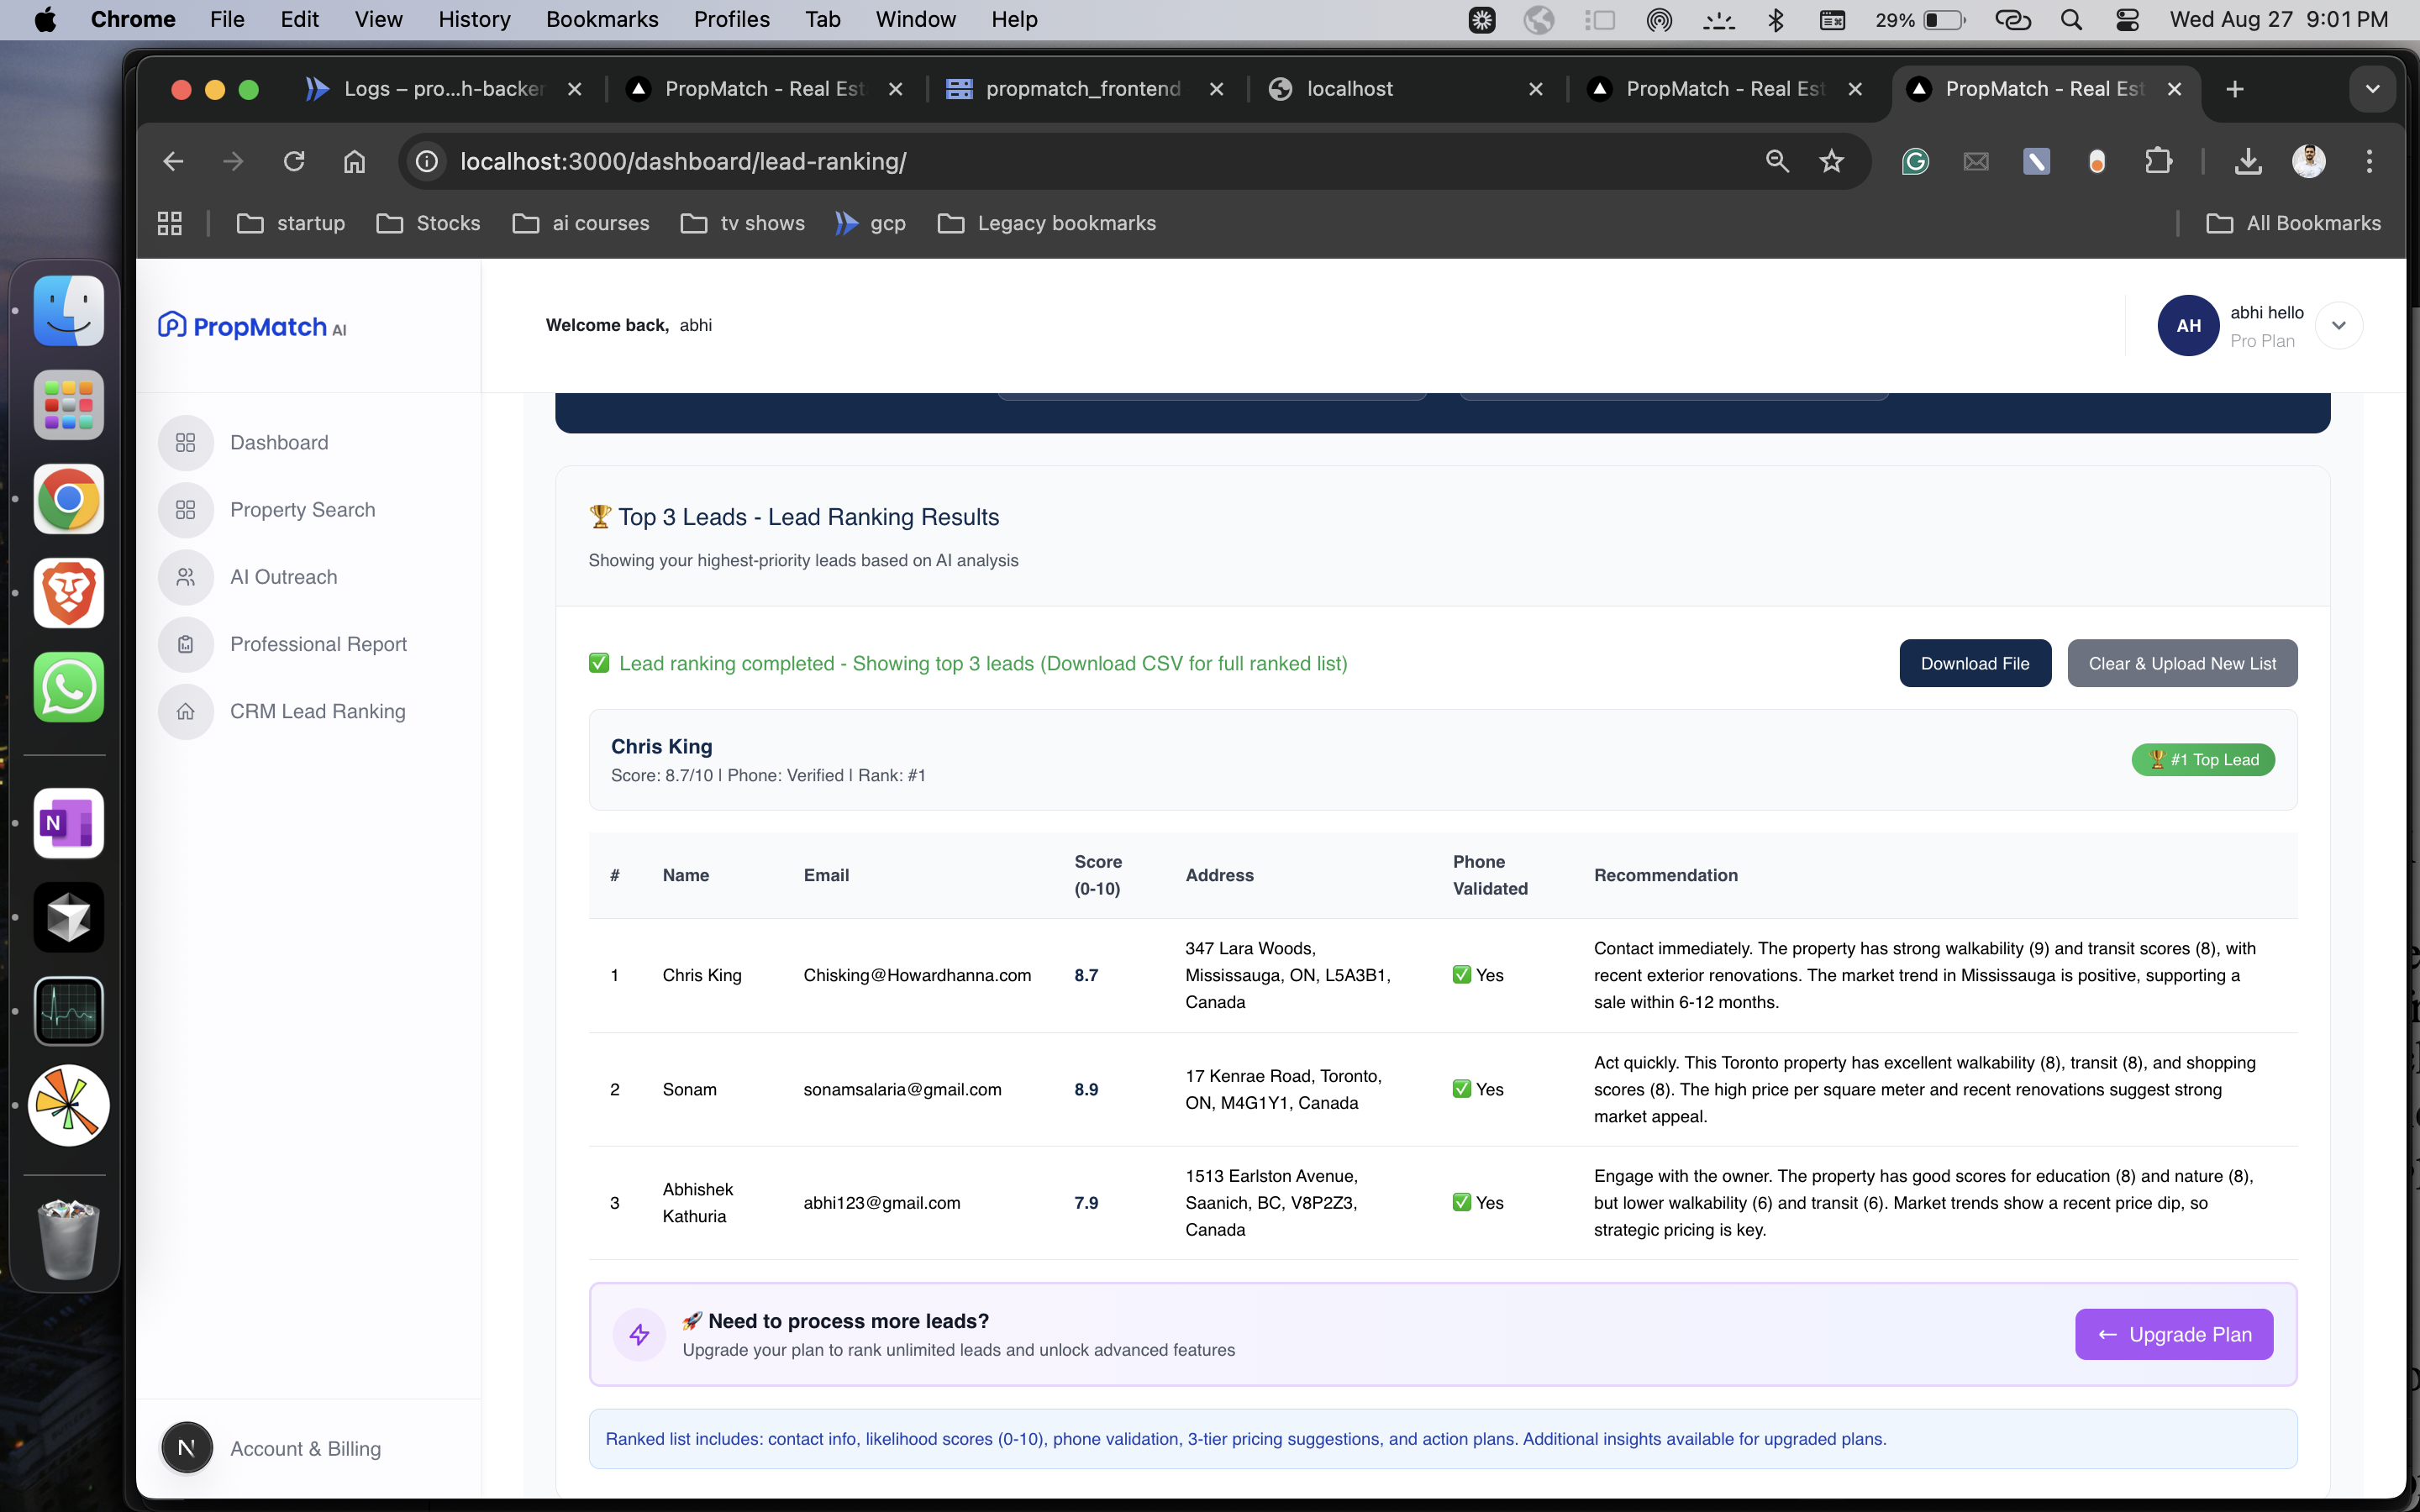 Chrome File Edit View History Bookmarks Profiles Tab Window Help 29% Wed Aug 27 9:01 PM
Logs – pro...h-backer PropMatch - Real Est propmatch_frontend localhost PropMatch - Real Est PropMatch - Real Est
localhost:3000/dashboard/lead-ranking/
startup Stocks ai courses tv shows gcp Legacy bookmarks All Bookmarks
PropMatch AI
Welcome back, abhi
AH
abhi hello
Pro Plan
Dashboard
Property Search
AI Outreach
Professional Report
CRM Lead Ranking
Account & Billing
🏆 Top 3 Leads - Lead Ranking Results
Showing your highest-priority leads based on AI analysis
✅ Lead ranking completed - Showing top 3 leads (Download CSV for full ranked list)
Download File
Clear & Upload New List
Chris King
Score: 8.7/10 | Phone: Verified | Rank: #1
🏆 #1 Top Lead
# Name Email Score (0-10) Address Phone Validated Recommendation
1 Chris King Chisking@Howardhanna.com 8.7
347 Lara Woods,
Mississauga, ON, L5A3B1,
Canada
✅ Yes
Contact immediately. The property has strong walkability (9) and transit scores (8), with
recent exterior renovations. The market trend in Mississauga is positive, supporting a
sale within 6-12 months.
2 Sonam sonamsalaria@gmail.com 8.9
17 Kenrae Road, Toronto,
ON, M4G1Y1, Canada
✅ Yes
Act quickly. This Toronto property has excellent walkability (8), transit (8), and shopping
scores (8). The high price per square meter and recent renovations suggest strong
market appeal.
3 Abhishek Kathuria abhi123@gmail.com 7.9
1513 Earlston Avenue,
Saanich, BC, V8P2Z3,
Canada
✅ Yes
Engage with the owner. The property has good scores for education (8) and nature (8),
but lower walkability (6) and transit (6). Market trends show a recent price dip, so
strategic pricing is key.
🚀 Need to process more leads?
Upgrade your plan to rank unlimited leads and unlock advanced features
← Upgrade Plan
Ranked list includes: contact info, likelihood scores (0-10), phone validation, 3-tier pricing suggestions, and action plans. Additional insights available for upgraded plans.